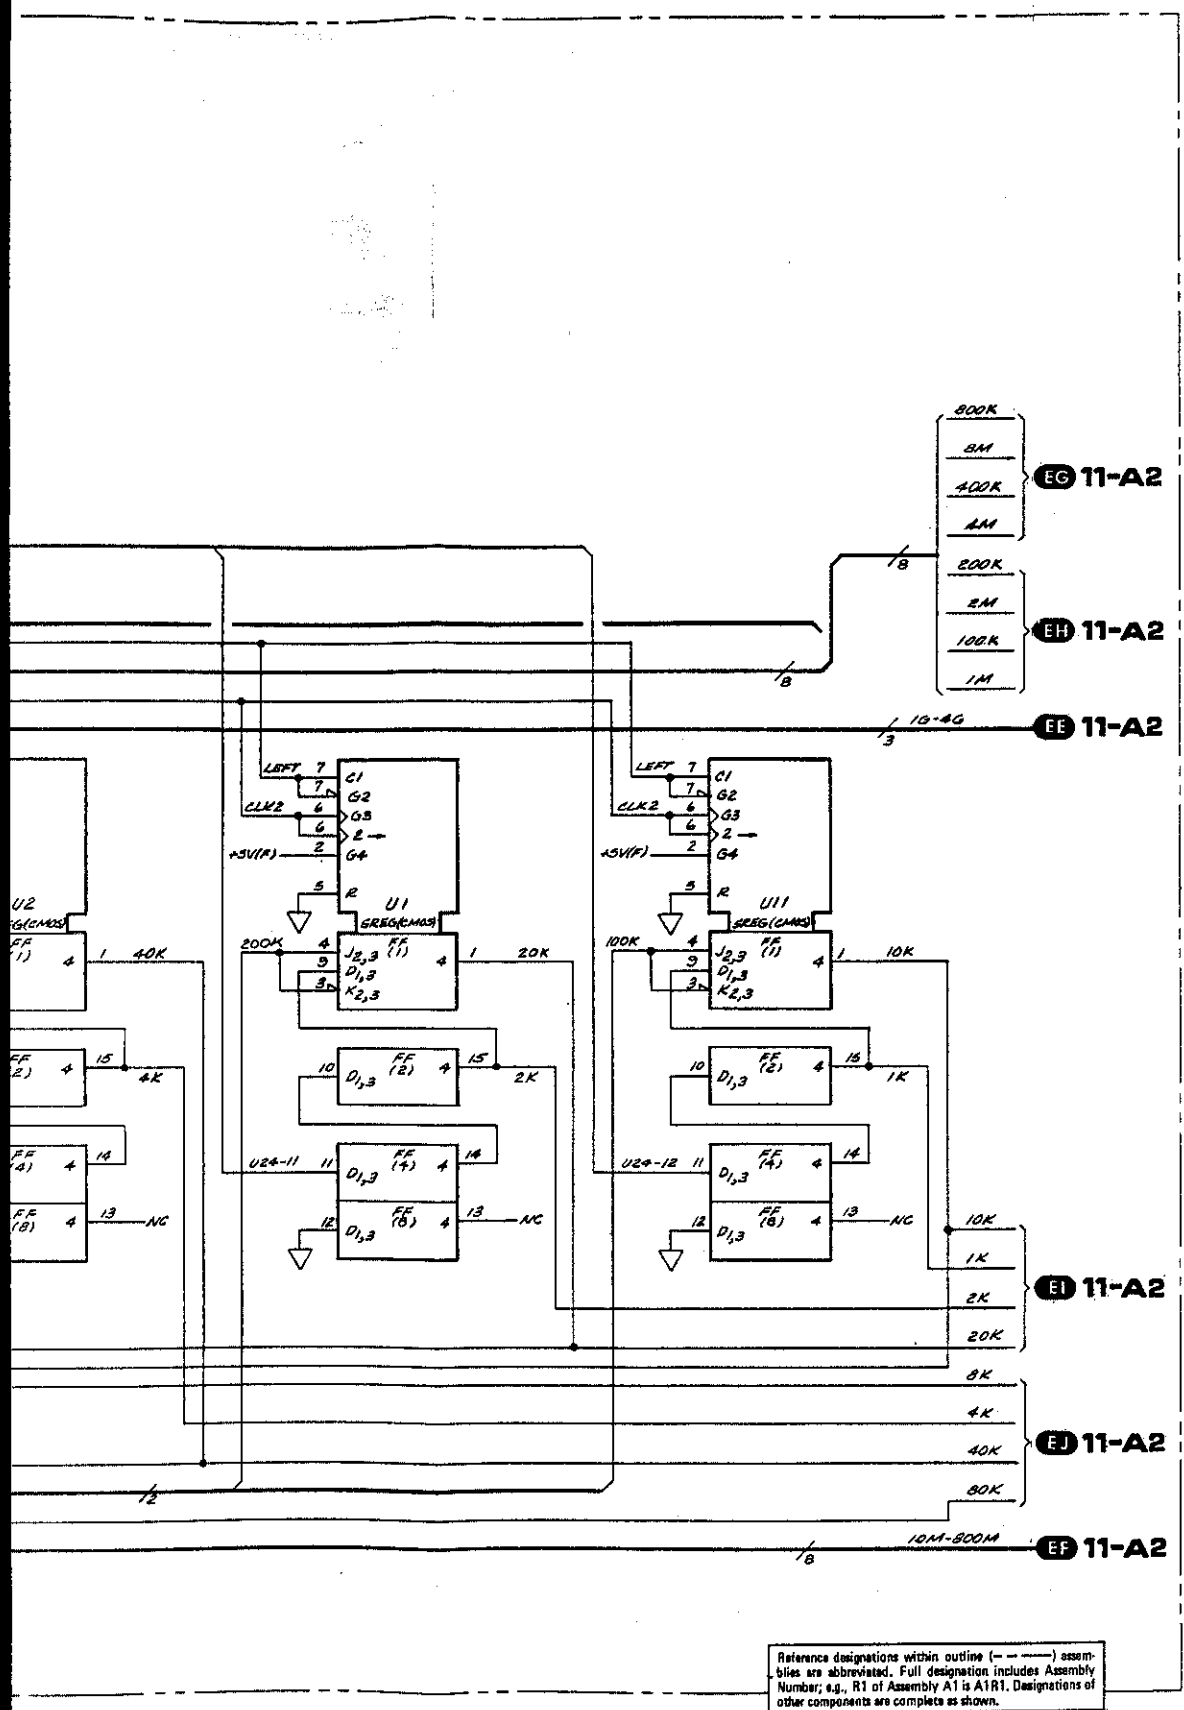 800K
8M
400K
4M
EG 11-A2
8
200K
2M
100K
1M
EH 11-A2
8
1G-4G
3
EE 11-A2
LEFT 7 C1
7 G2
CLK2 6 G3
6 2 →
+5V(F) 2 G4
5 R
U1
SREG(CMOS)
LEFT 7 C1
7 G2
CLK2 6 G3
6 2 →
+5V(F) 2 G4
5 R
U11
SREG(CMOS)
U2
EG(CMOS)
FF
(1) 4 1 40K
FF
(2) 4 15 4K
FF
(4) 4 14
FF
(8) 4 13 NC
200K 4 J2,3 FF (1) 4 1 20K
9 D1,3
3 K2,3
10 D1,3 FF (2) 4 15 2K
U24-11 11 D1,3 FF (4) 4 14
12 D1,3 FF (8) 4 13 NC
100K 4 J2,3 FF (1) 4 1 10K
9 D1,3
3 K2,3
10 D1,3 FF (2) 4 15 1K
U24-12 11 D1,3 FF (4) 4 14
12 D1,3 FF (8) 4 13 NC
10K
1K
2K
20K
EI 11-A2
8K
4K
40K
80K
EJ 11-A2
2
10M-800M
8
EF 11-A2
Reference designations within outline (— — ——) assem-
blies are abbreviated. Full designation includes Assembly
Number; e.g., R1 of Assembly A1 is A1R1. Designations of
other components are complete as shown.